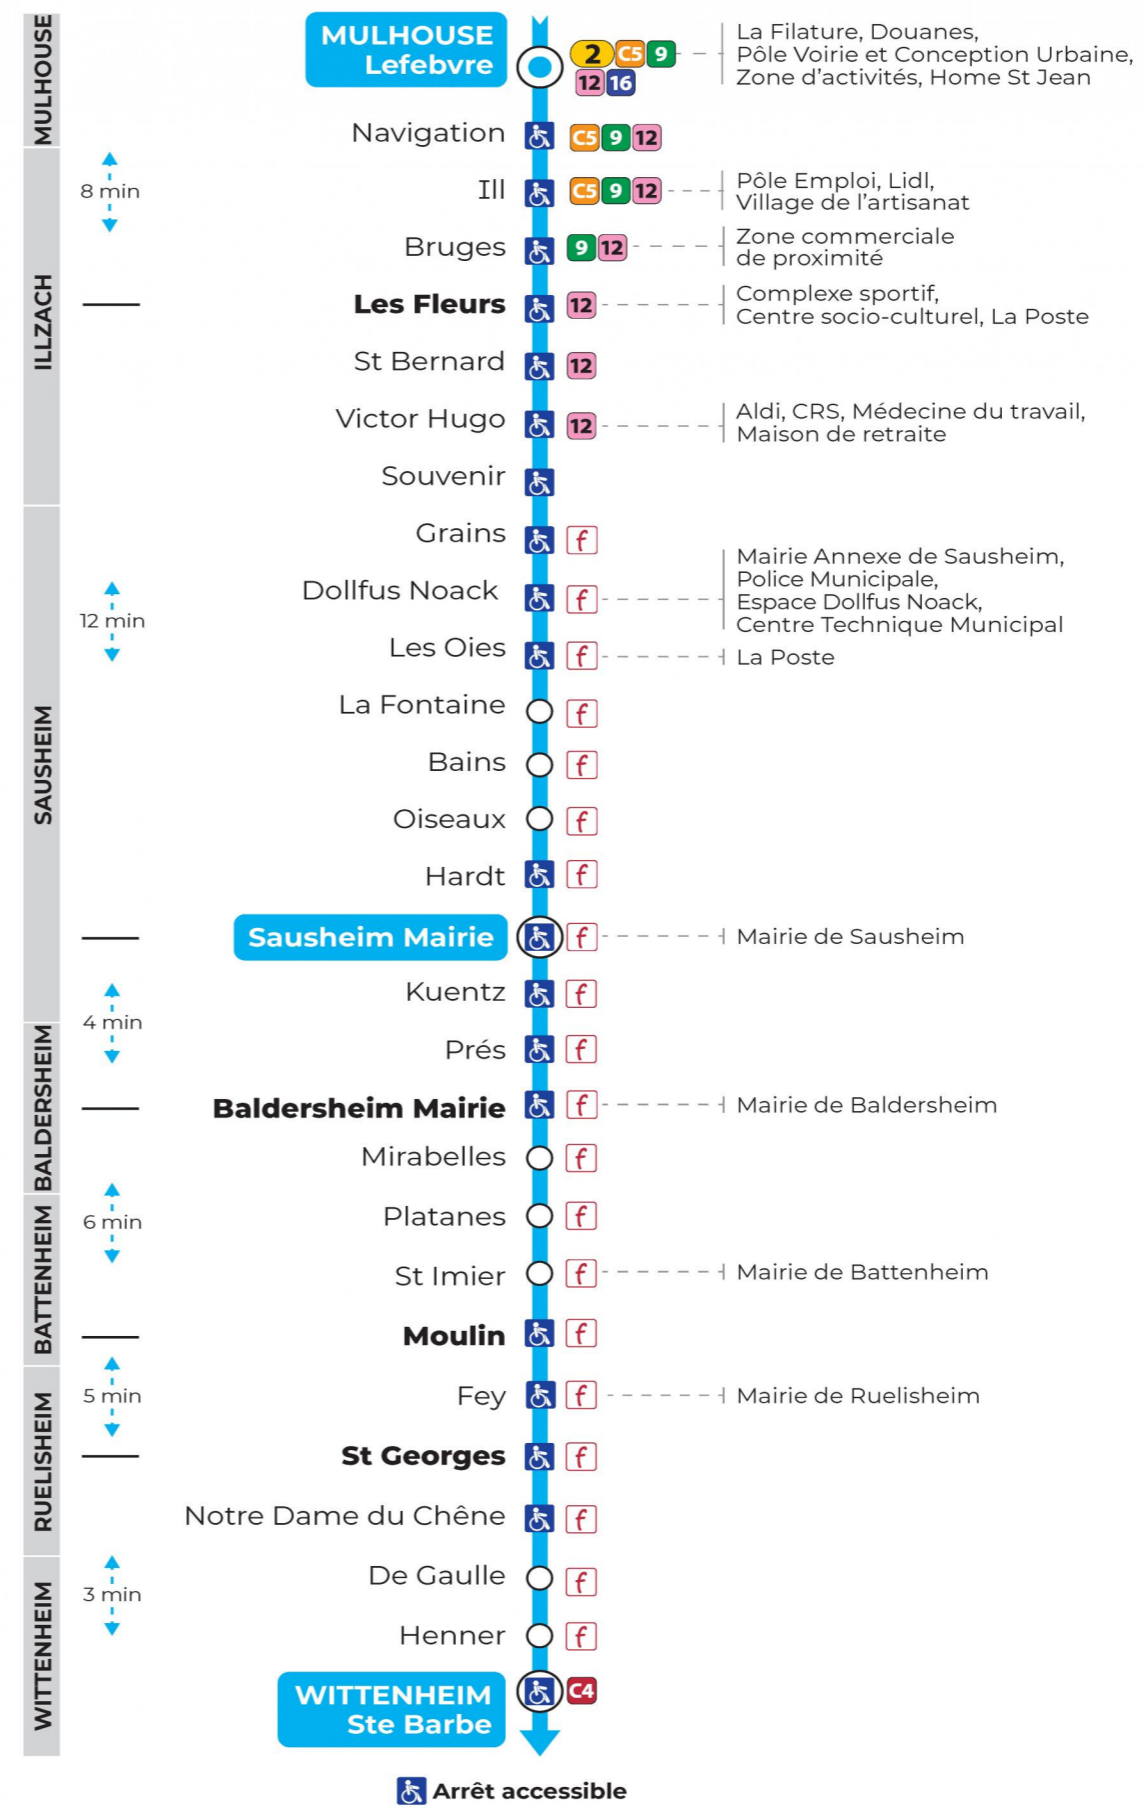 MULHOUSE
MULHOUSE
Lefebvre
2 C5 9
12 16
La Filature, Douanes,
Pôle Voirie et Conception Urbaine,
Zone d'activités, Home St Jean
Navigation
C5 9 12
ILLZACH
8 min
Ill
C5 9 12
Pôle Emploi, Lidl,
Village de l'artisanat
Bruges
9 12
Zone commerciale
de proximité
Les Fleurs
12
Complexe sportif,
Centre socio-culturel, La Poste
St Bernard
12
Victor Hugo
12
Aldi, CRS, Médecine du travail,
Maison de retraite
Souvenir
SAUSHEIM
Grains
f
12 min
Dollfus Noack
f
Mairie Annexe de Sausheim,
Police Municipale,
Espace Dollfus Noack,
Centre Technique Municipal
Les Oies
f
La Poste
La Fontaine
f
Bains
f
Oiseaux
f
Hardt
f
Sausheim Mairie
f
Mairie de Sausheim
Kuentz
f
4 min
BALDERSHEIM
Prés
f
Baldersheim Mairie
f
Mairie de Baldersheim
Mirabelles
f
BATTENHEIM
6 min
Platanes
f
St Imier
f
Mairie de Battenheim
Moulin
f
RUELISHEIM
5 min
Fey
f
Mairie de Ruelisheim
St Georges
f
Notre Dame du Chêne
f
WITTENHEIM
3 min
De Gaulle
f
Henner
f
WITTENHEIM
Ste Barbe
C4
Arrêt accessible